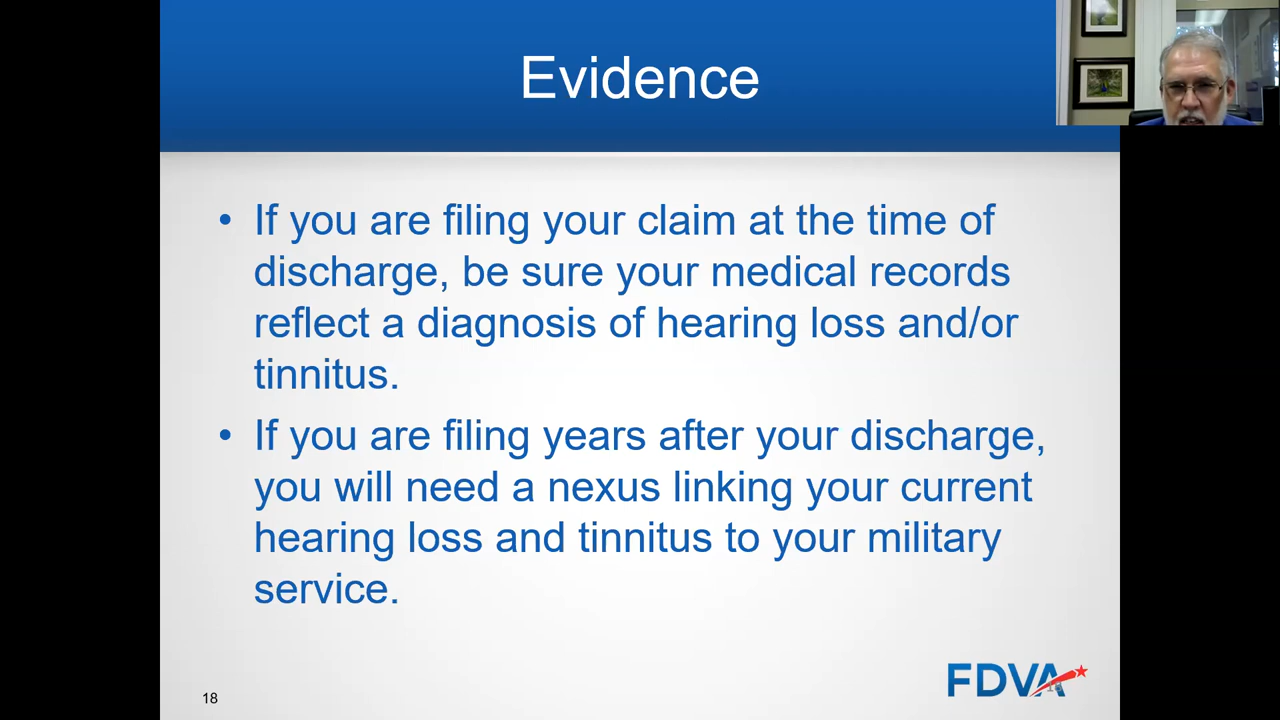 Evidence
• If you are filing your claim at the time of
discharge, be sure your medical records
reflect a diagnosis of hearing loss and/or
tinnitus.
• If you are filing years after your discharge,
you will need a nexus linking your current
hearing loss and tinnitus to your military
service.
18
FDVA
18